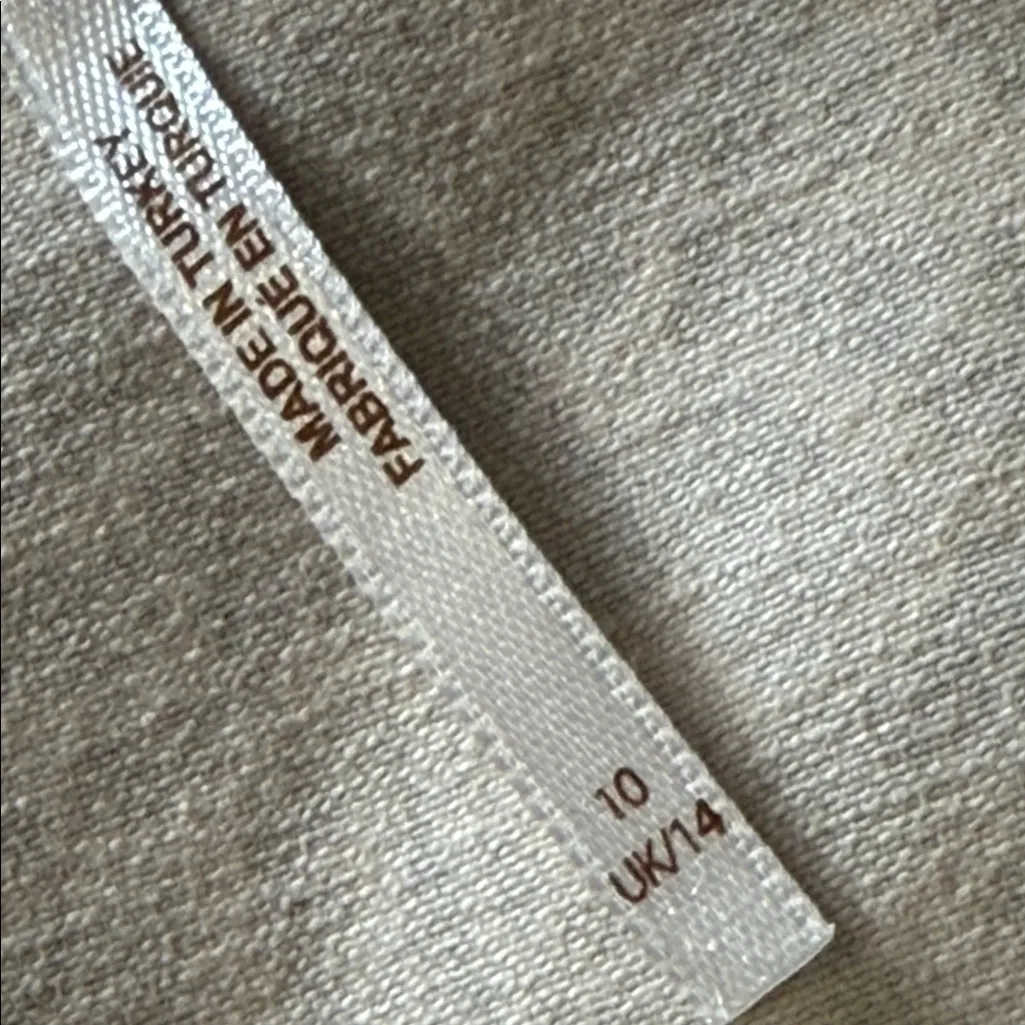 MADE IN TURKEY
FABRIQUÉ EN TURQUIE
10
UK/14